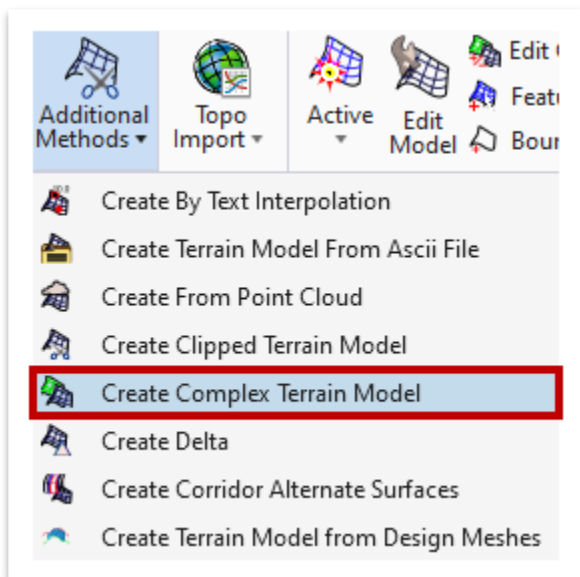 Additional
Methods
Topo
Import
Active
Edit
Model
Edit
Bour
Create By Text Interpolation
Create Terrain Model From Ascii File
Create From Point Cloud
Create Clipped Terrain Model
Create Complex Terrain Model
Create Delta
Create Corridor Alternate Surfaces
Create Terrain Model from Design Meshes